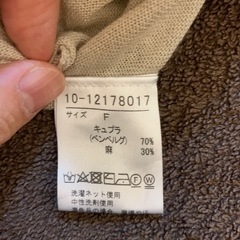 10-12178017
サイズ F
キュプラ
(ベンベルグ) 70%
麻 30%
洗濯ネット使用
中性洗剤使用